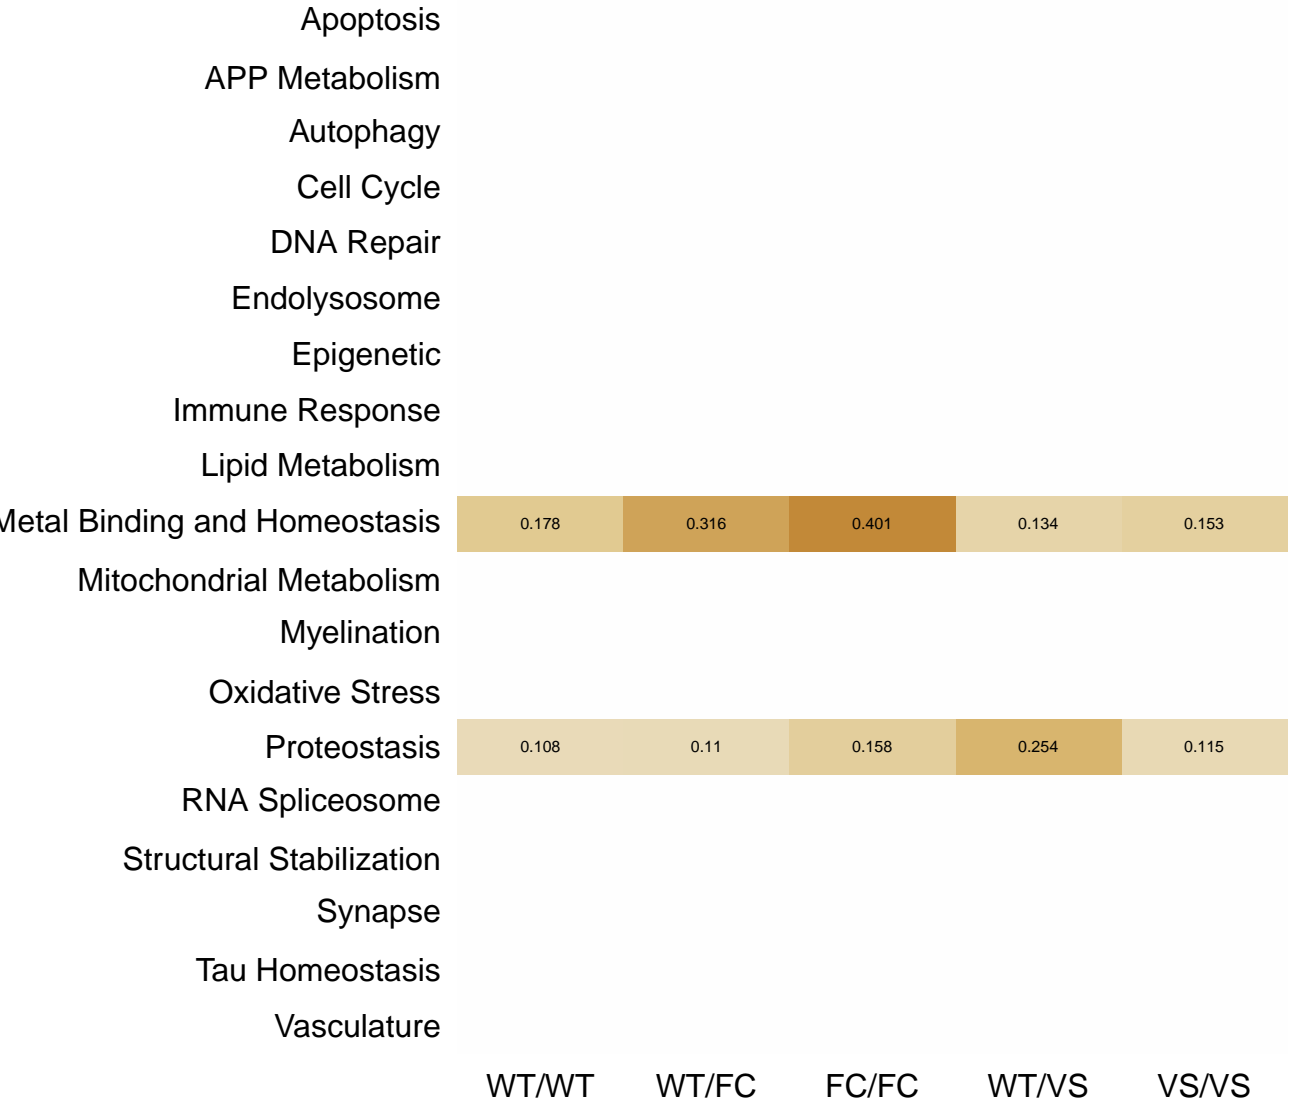 Apoptosis
APP Metabolism
Autophagy
Cell Cycle
DNA Repair
Endolysosome
Epigenetic
Immune Response
Lipid Metabolism
Metal Binding and Homeostasis 0.178 0.316 0.401 0.134 0.153
Mitochondrial Metabolism
Myelination
Oxidative Stress
Proteostasis 0.108 0.11 0.158 0.254 0.115
RNA Spliceosome
Structural Stabilization
Synapse
Tau Homeostasis
Vasculature
WT/WT WT/FC FC/FC WT/VS VS/VS